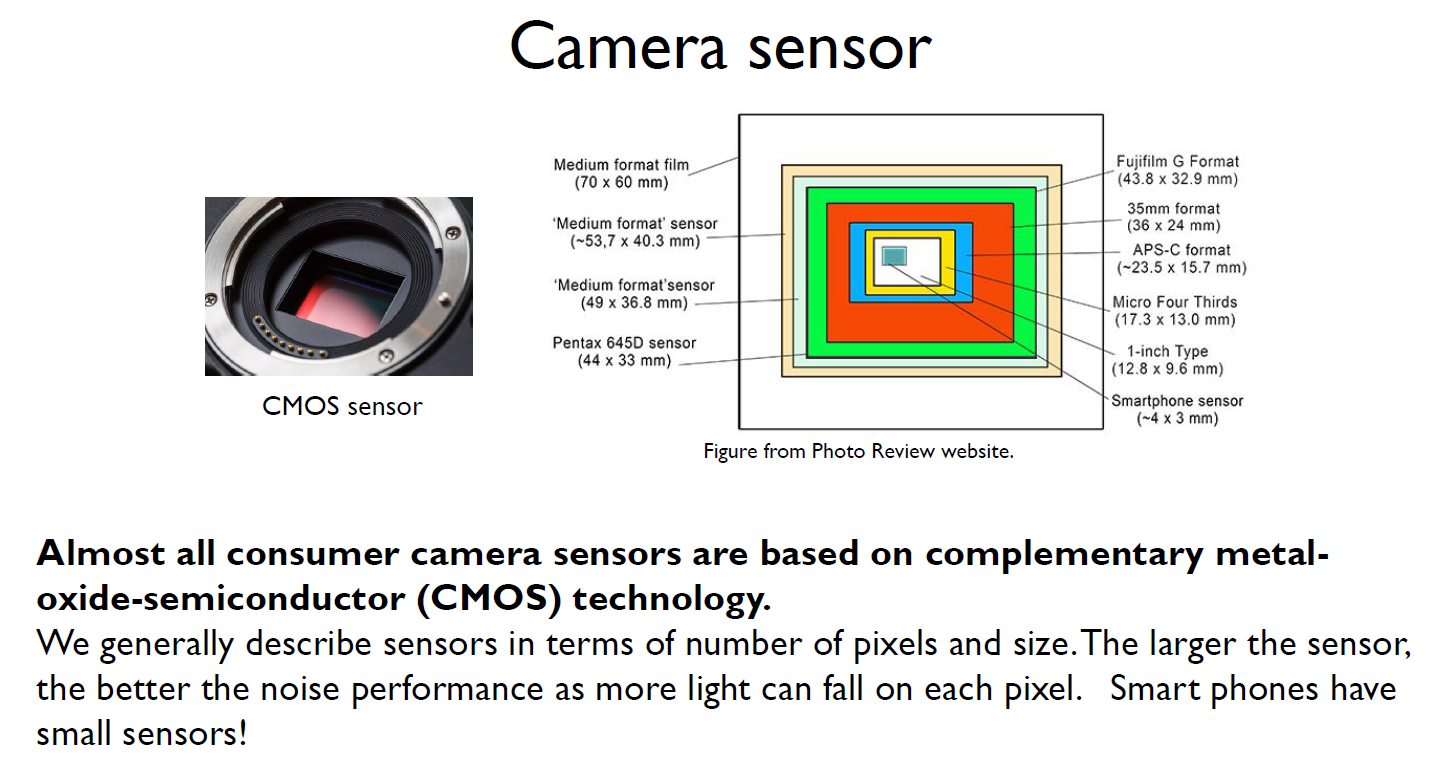 Camera sensor
Medium format film
(70 x 60 mm)
‘Medium format’ sensor
(~53,7 x 40.3 mm)
‘Medium format’sensor
(49 x 36.8 mm)
Pentax 645D sensor
(44 x 33 mm)
Fujifilm G Format
(43.8 x 32.9 mm)
35mm format
(36 x 24 mm)
APS-C format
(~23.5 x 15.7 mm)
Micro Four Thirds
(17.3 x 13.0 mm)
1-inch Type
(12.8 x 9.6 mm)
Smartphone sensor
(~4 x 3 mm)
CMOS sensor
Figure from Photo Review website.
Almost all consumer camera sensors are based on complementary metal-
oxide-semiconductor (CMOS) technology.
We generally describe sensors in terms of number of pixels and size. The larger the sensor,
the better the noise performance as more light can fall on each pixel. Smart phones have
small sensors!